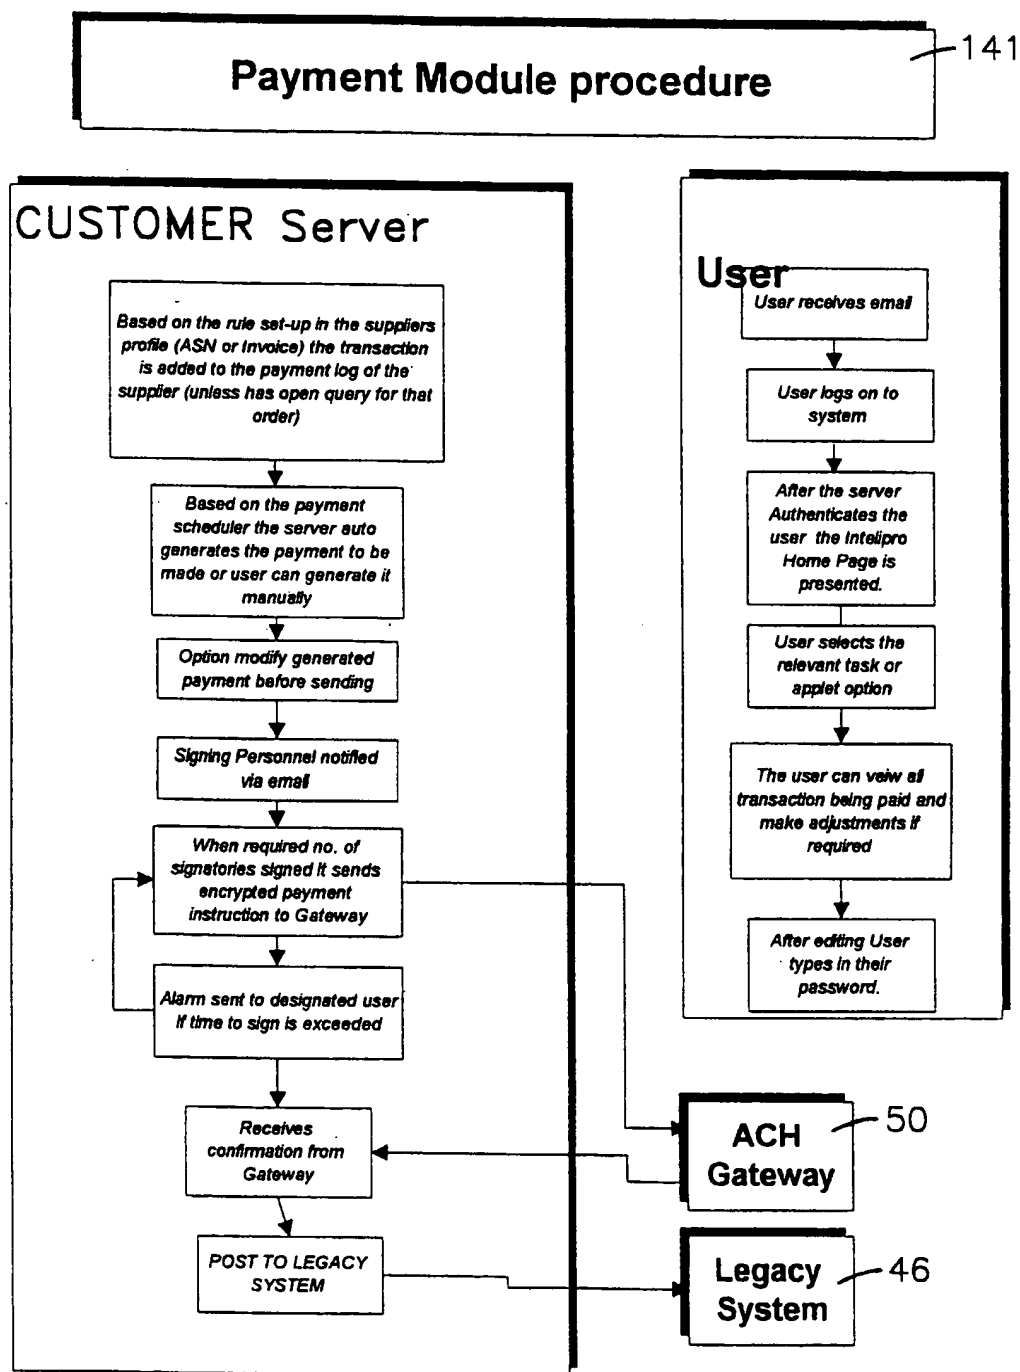 Payment Module procedure
141
CUSTOMER Server
Based on the rule set-up in the suppliers
profile (ASN or Invoice) the transaction
is added to the payment log of the
supplier (unless has open query for that
order)
Based on the payment
scheduler the server auto
generates the payment to be
made or user can generate it
manually
Option modify generated
payment before sending
Signing Personnel notified
via email
When required no. of
signatories signed it sends
encrypted payment
instruction to Gateway
Alarm sent to designated user
if time to sign is exceeded
Receives
confirmation from
Gateway
POST TO LEGACY
SYSTEM
User
User receives email
User logs on to
system
After the server
Authenticates the
user the Intelipro
Home Page is
presented.
User selects the
relevant task or
applet option
The user can veiw all
transaction being paid and
make adjustments if
required
After editing User
types in their
password.
ACH
Gateway
50
Legacy
System
46